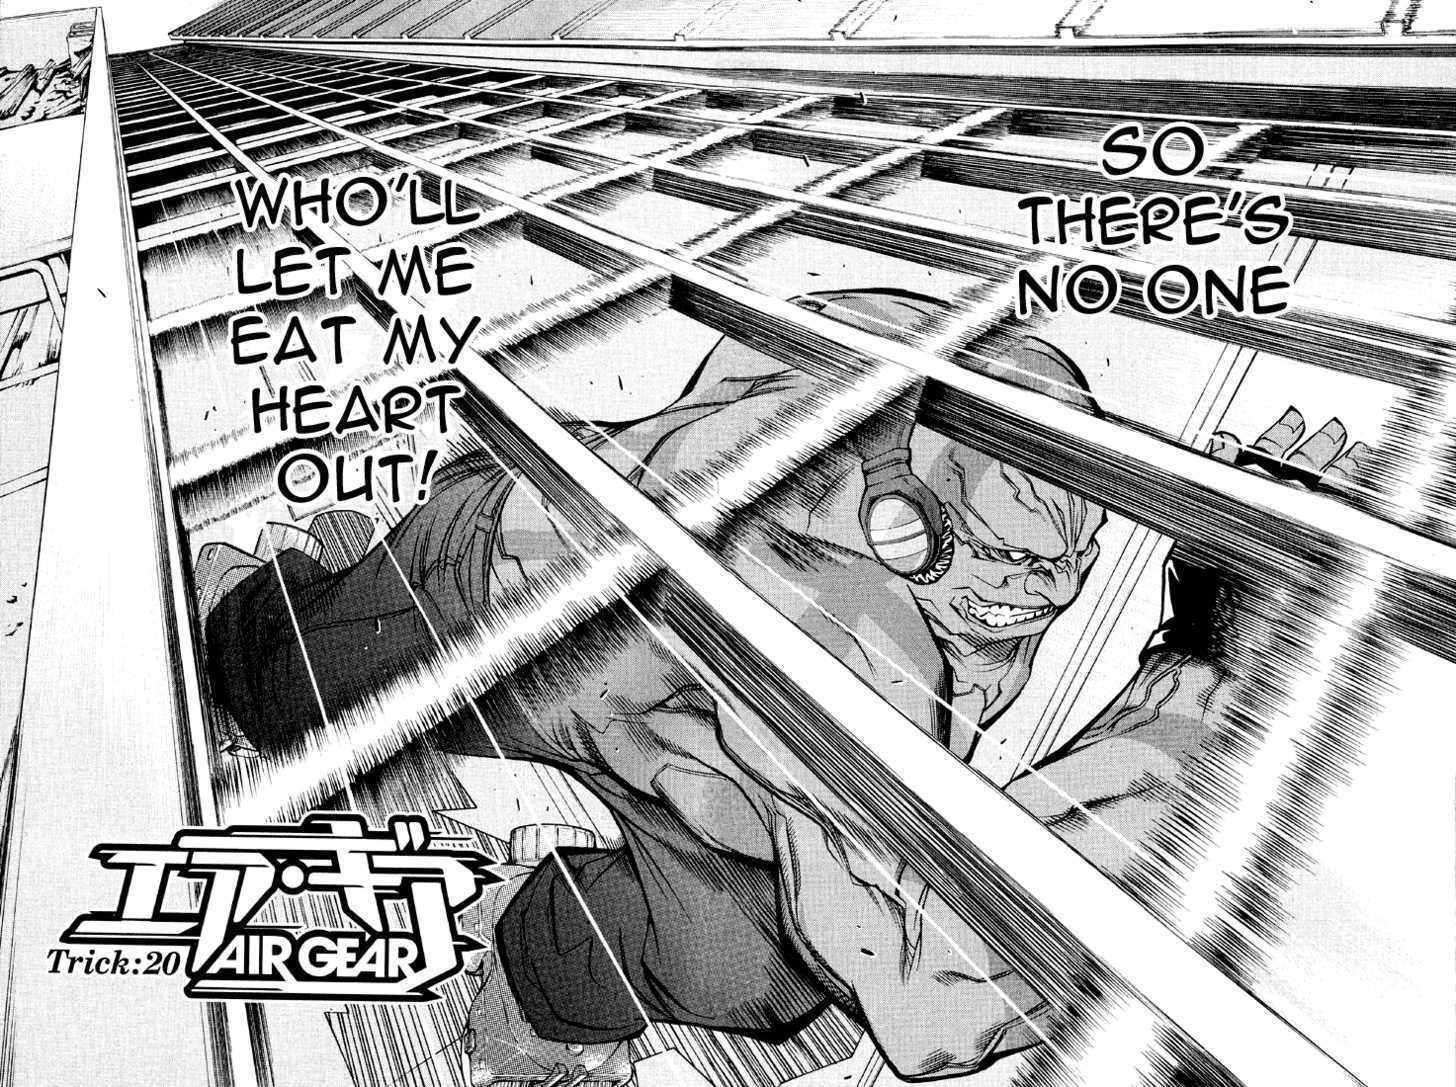 SO
THERE'S
NO ONE
WHO'LL
LET ME
EAT MY
HEART
OUT!
エア・ギア
AIR GEAR
Trick:20